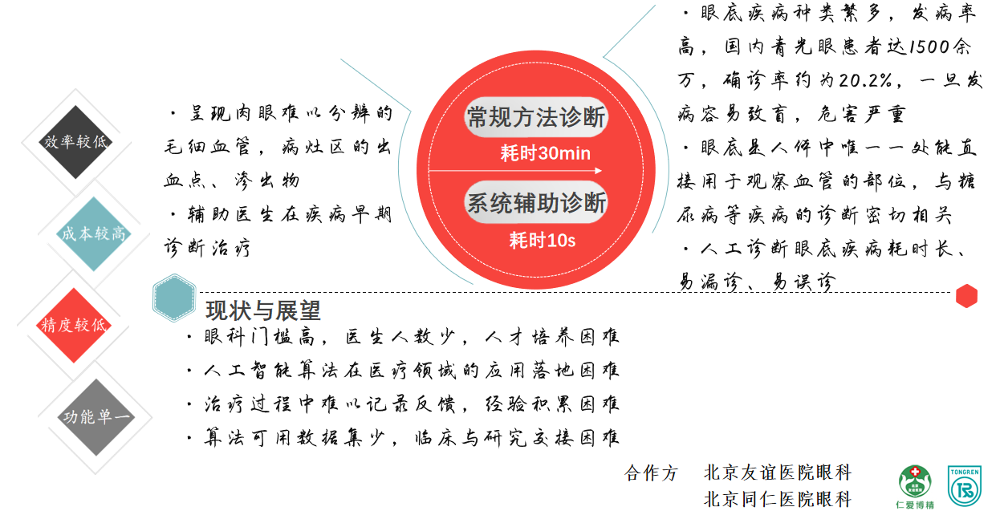 · 眼底疾病种类繁多，发病率
高，国内青光眼患者达1500余
万，确诊率约为20.2%，一旦发
病容易致盲，危害严重
· 眼底是人体中唯一一处能直
接用于观察血管的部位，与糖
尿病等疾病的诊断密切相关
· 人工诊断眼底疾病耗时长、
易漏诊、易误诊
常规方法诊断
耗时30min
系统辅助诊断
耗时10s
· 呈现肉眼难以分辨的
毛细血管，病灶区的出
血点、渗出物
· 辅助医生在疾病早期
诊断治疗
效率较低
成本较高
精度较低
功能单一
现状与展望
· 眼科门槛高，医生人数少，人才培养困难
· 人工智能算法在医疗领域的应用落地困难
· 治疗过程中难以记录反馈，经验积累困难
· 算法可用数据集少，临床与研究交接困难
合作方 北京友谊医院眼科
北京同仁医院眼科
仁爱博精
TONGREN